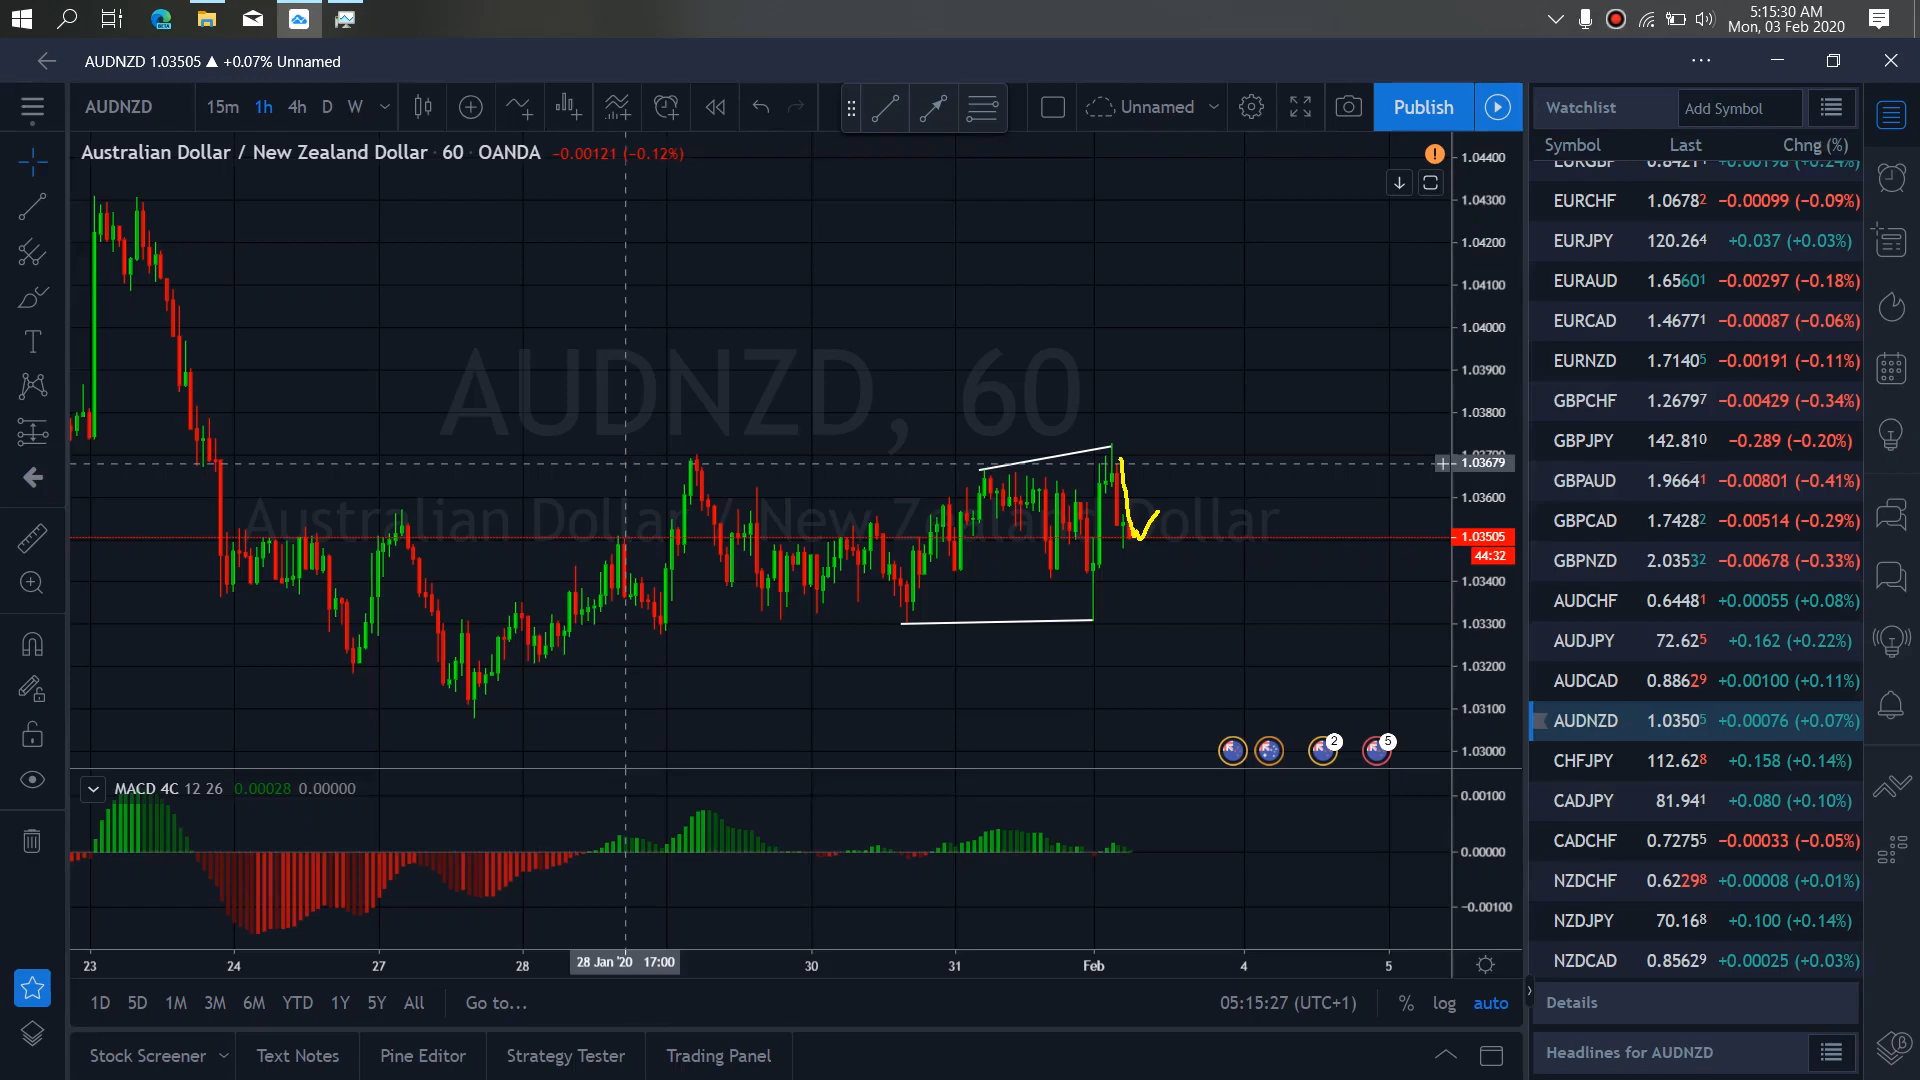 5:15:30 AM
Mon, 03 Feb 2020
AUDNZD 1.03505 ▲ +0.07% Unnamed
AUDNZD 15m 1h 4h D W Unnamed Publish
Watchlist Add Symbol
Symbol Last Chng (%)
Australian Dollar / New Zealand Dollar · 60 · OANDA −0.00121 (−0.12%)
AUDNZD, 60
Australian Dollar / New Zealand Dollar
1.04400
1.04300
1.04200
1.04100
1.04000
1.03900
1.03800
1.03679
1.03600
1.03505
44:32
1.03400
1.03300
1.03200
1.03100
1.03000
2
5
EURCHF 1.06782 −0.00099 (−0.09%)
EURJPY 120.264 +0.037 (+0.03%)
EURAUD 1.65601 −0.00297 (−0.18%)
EURCAD 1.46771 −0.00087 (−0.06%)
EURNZD 1.71405 −0.00191 (−0.11%)
GBPCHF 1.26797 −0.00429 (−0.34%)
GBPJPY 142.810 −0.289 (−0.20%)
GBPAUD 1.96641 −0.00801 (−0.41%)
GBPCAD 1.74282 −0.00514 (−0.29%)
GBPNZD 2.03532 −0.00678 (−0.33%)
AUDCHF 0.64481 +0.00055 (+0.08%)
AUDJPY 72.625 +0.162 (+0.22%)
AUDCAD 0.88629 +0.00100 (+0.11%)
AUDNZD 1.03505 +0.00076 (+0.07%)
CHFJPY 112.628 +0.158 (+0.14%)
CADJPY 81.941 +0.080 (+0.10%)
CADCHF 0.72755 −0.00033 (−0.05%)
NZDCHF 0.62298 +0.00008 (+0.01%)
NZDJPY 70.168 +0.100 (+0.14%)
NZDCAD 0.85629 +0.00025 (+0.03%)
MACD 4C 12 26 0.00028 0.00000
0.00100
0.00000
−0.00100
23 24 27 28 28 Jan '20 17:00 30 31 Feb 4 5
1D 5D 1M 3M 6M YTD 1Y 5Y All Go to... 05:15:27 (UTC+1) % log auto
Details
Stock Screener Text Notes Pine Editor Strategy Tester Trading Panel
Headlines for AUDNZD